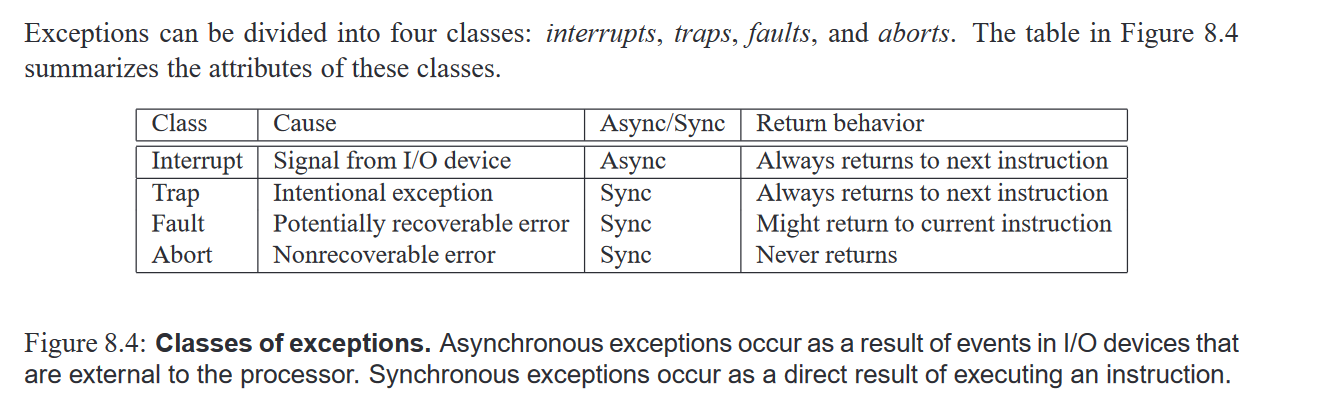 Exceptions can be divided into four classes: interrupts, traps, faults, and aborts. The table in Figure 8.4
summarizes the attributes of these classes.
Class Cause Async/Sync Return behavior
Interrupt Signal from I/O device Async Always returns to next instruction
Trap Intentional exception Sync Always returns to next instruction
Fault Potentially recoverable error Sync Might return to current instruction
Abort Nonrecoverable error Sync Never returns
Figure 8.4: Classes of exceptions. Asynchronous exceptions occur as a result of events in I/O devices that
are external to the processor. Synchronous exceptions occur as a direct result of executing an instruction.